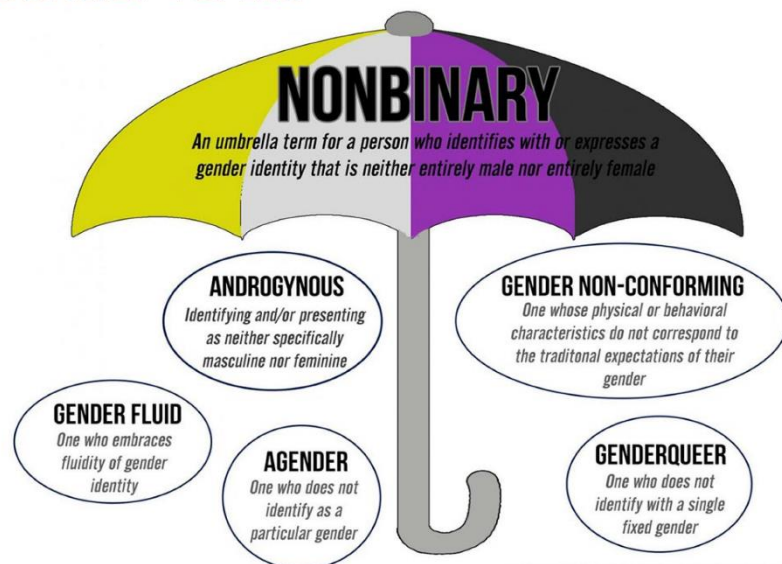 NONBINARY
An umbrella term for a person who identifies with or expresses a
gender identity that is neither entirely male nor entirely female
ANDROGYNOUS
Identifying and/or presenting
as neither specifically
masculine nor feminine
GENDER NON-CONFORMING
One whose physical or behavioral
characteristics do not correspond to
the traditonal expectations of their
gender
GENDER FLUID
One who embraces
fluidity of gender
identity
AGENDER
One who does not
identify as a
particular gender
GENDERQUEER
One who does not
identify with a single
fixed gender